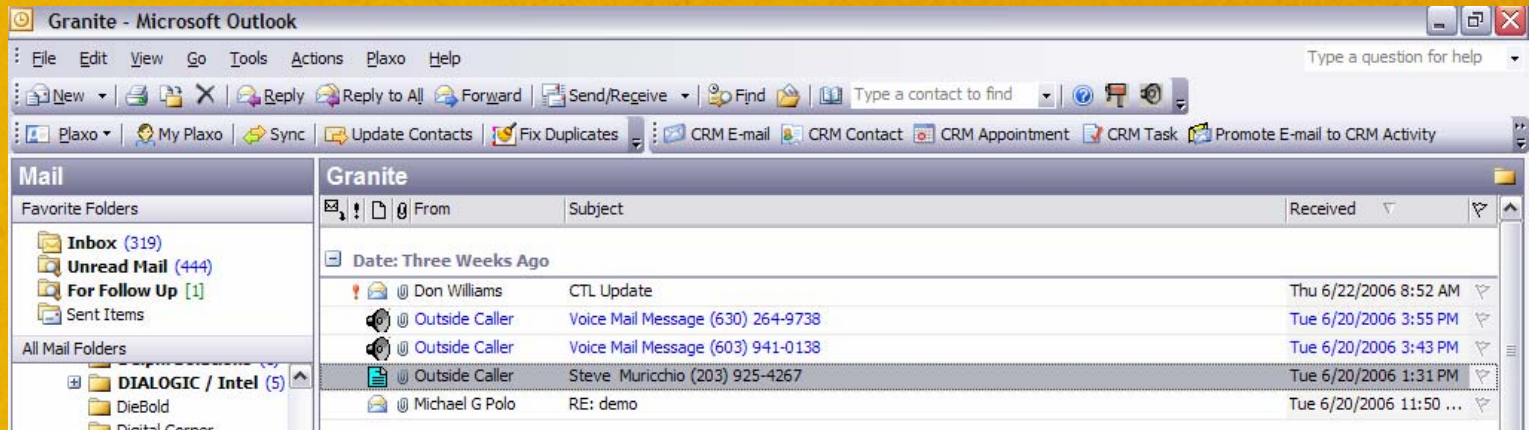 Granite - Microsoft Outlook
File Edit View Go Tools Actions Plaxo Help Type a question for help
New Reply Reply to All Forward Send/Receive Find Type a contact to find
Plaxo My Plaxo Sync Update Contacts Fix Duplicates CRM E-mail CRM Contact CRM Appointment CRM Task Promote E-mail to CRM Activity
Mail Granite
Favorite Folders From Subject Received
Inbox (319)
Unread Mail (444) Date: Three Weeks Ago
For Follow Up [1] Don Williams CTL Update Thu 6/22/2006 8:52 AM
Sent Items Outside Caller Voice Mail Message (630) 264-9738 Tue 6/20/2006 3:55 PM
All Mail Folders Outside Caller Voice Mail Message (603) 941-0138 Tue 6/20/2006 3:43 PM
DIALOGIC / Intel (5) Outside Caller Steve Muricchio (203) 925-4267 Tue 6/20/2006 1:31 PM
DieBold Michael G Polo RE: demo Tue 6/20/2006 11:50 ...